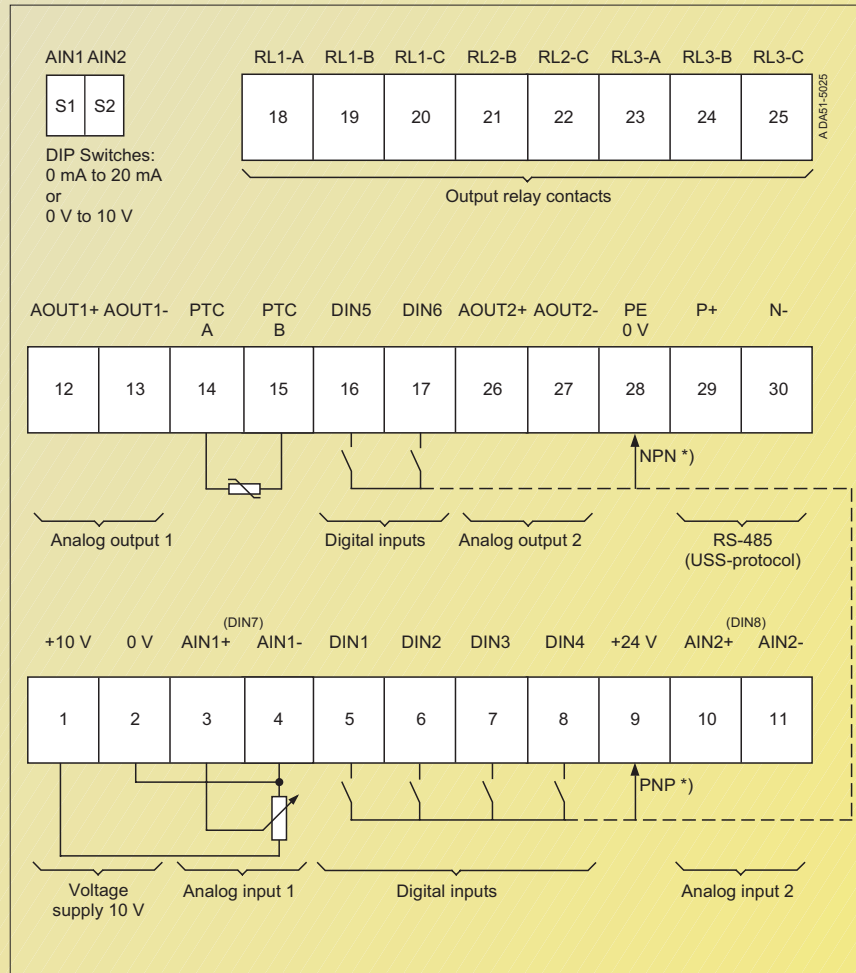 AIN1 AIN2
S1 S2
DIP Switches:
0 mA to 20 mA
or
0 V to 10 V
RL1-A RL1-B RL1-C RL2-B RL2-C RL3-A RL3-B RL3-C
18 19 20 21 22 23 24 25
A DA51-5025
Output relay contacts
AOUT1+ AOUT1- PTC A PTC B DIN5 DIN6 AOUT2+ AOUT2- PE 0 V P+ N-
12 13 14 15 16 17 26 27 28 29 30
NPN *)
Analog output 1
Digital inputs
Analog output 2
RS-485
(USS-protocol)
(DIN7) (DIN8)
+10 V 0 V AIN1+ AIN1- DIN1 DIN2 DIN3 DIN4 +24 V AIN2+ AIN2-
1 2 3 4 5 6 7 8 9 10 11
PNP *)
Voltage
supply 10 V
Analog input 1
Digital inputs
Analog input 2